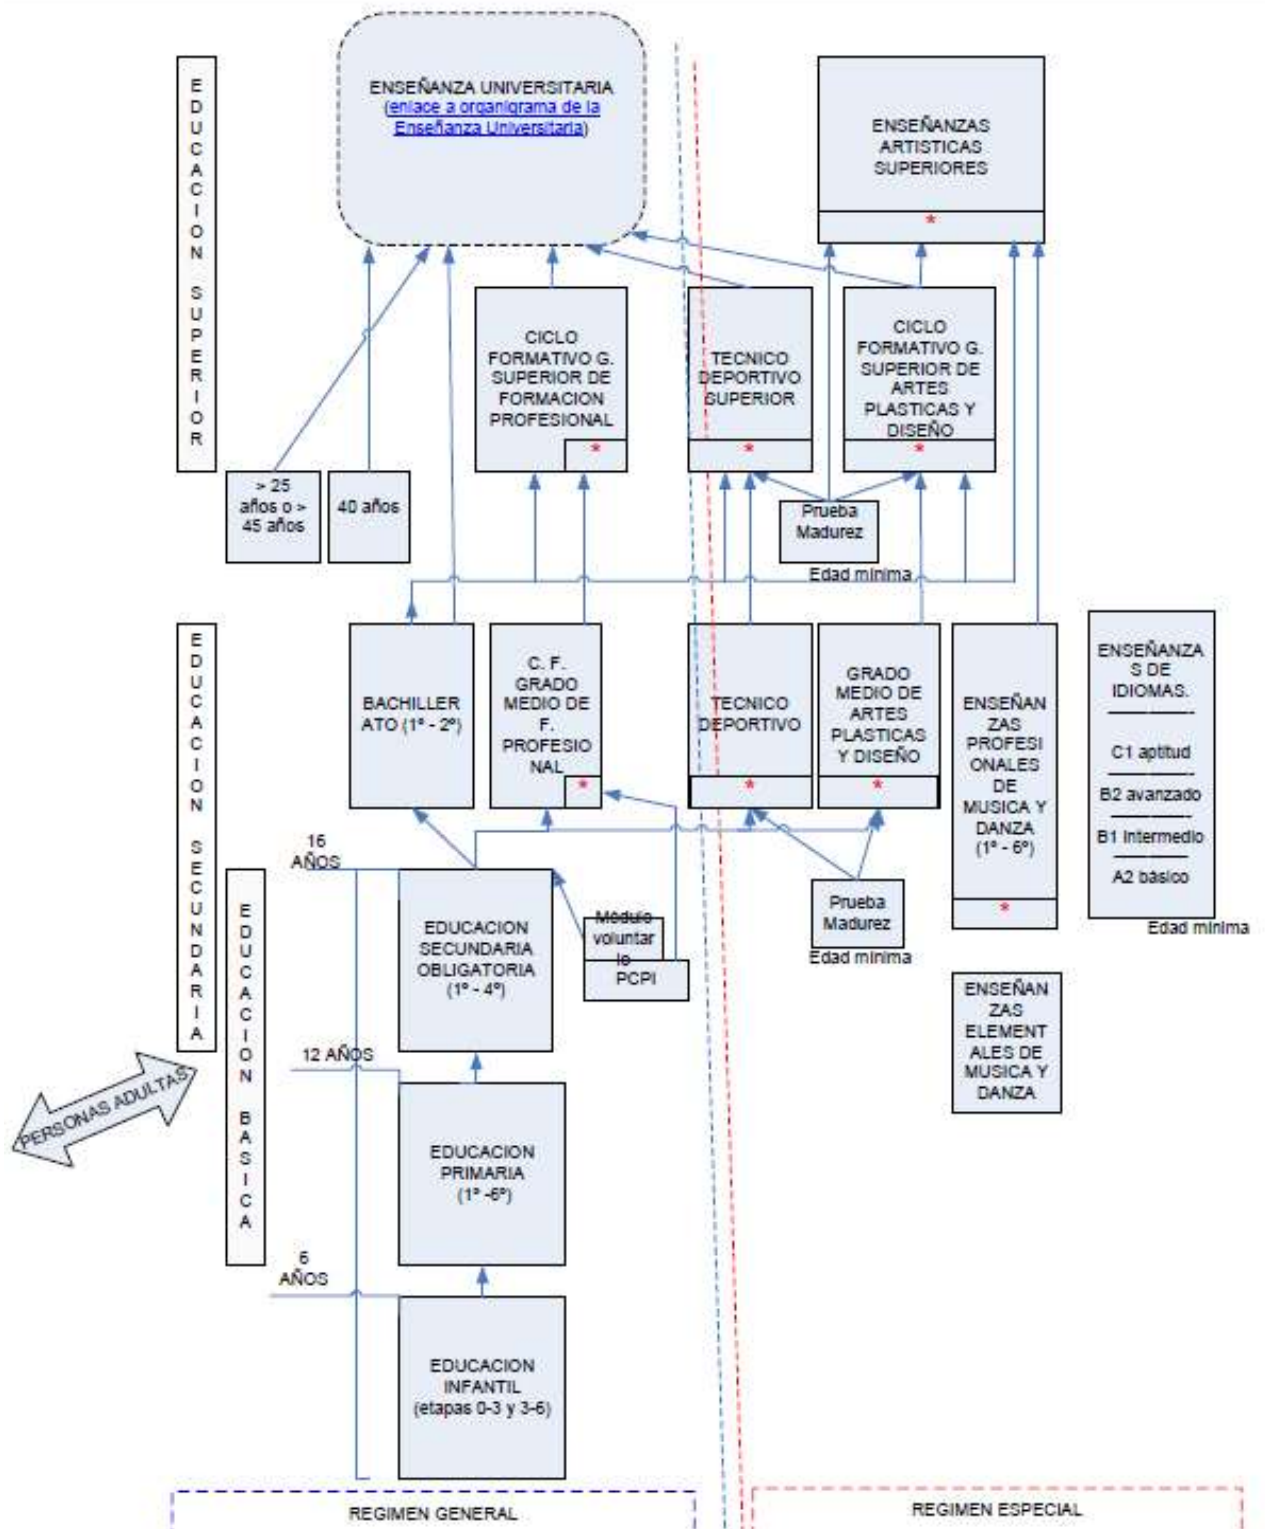 ENSEÑANZA UNIVERSITARIA
(enlace a organigrama de la
Enseñanza Universitaria)
ENSEÑANZAS
ARTISTICAS
SUPERIORES
*
EDUCACION SUPERIOR
CICLO
FORMATIVO G.
SUPERIOR DE
FORMACION
PROFESIONAL
*
TECNICO
DEPORTIVO
SUPERIOR
*
CICLO
FORMATIVO G.
SUPERIOR DE
ARTES
PLASTICAS Y
DISEÑO
*
> 25
años o >
45 años
40 años
Prueba
Madurez
Edad minima
EDUCACION SECUNDARIA
BACHILLER
ATO (1º - 2º)
C. F.
GRADO
MEDIO DE
F.
PROFESIO
NAL
*
TECNICO
DEPORTIVO
*
GRADO
MEDIO DE
ARTES
PLASTICAS
Y DISEÑO
*
ENSEÑAN
ZAS
PROFESI
ONALES
DE
MUSICA Y
DANZA
(1º - 6º)
*
ENSEÑANZA
S DE
IDIOMAS.
C1 aptitud
B2 avanzado
B1 intermedio
A2 básico
Edad minima
16
AÑOS
EDUCACION BASICA
EDUCACION
SECUNDARIA
OBLIGATORIA
(1º - 4º)
Módulo
voluntar
io
PCPI
Prueba
Madurez
Edad minima
ENSEÑAN
ZAS
ELEMENT
ALES DE
MUSICA Y
DANZA
12 AÑOS
PERSONAS ADULTAS
EDUCACION
PRIMARIA
(1º -6º)
6
AÑOS
EDUCACION
INFANTIL
(etapas 0-3 y 3-6)
REGIMEN GENERAL
REGIMEN ESPECIAL